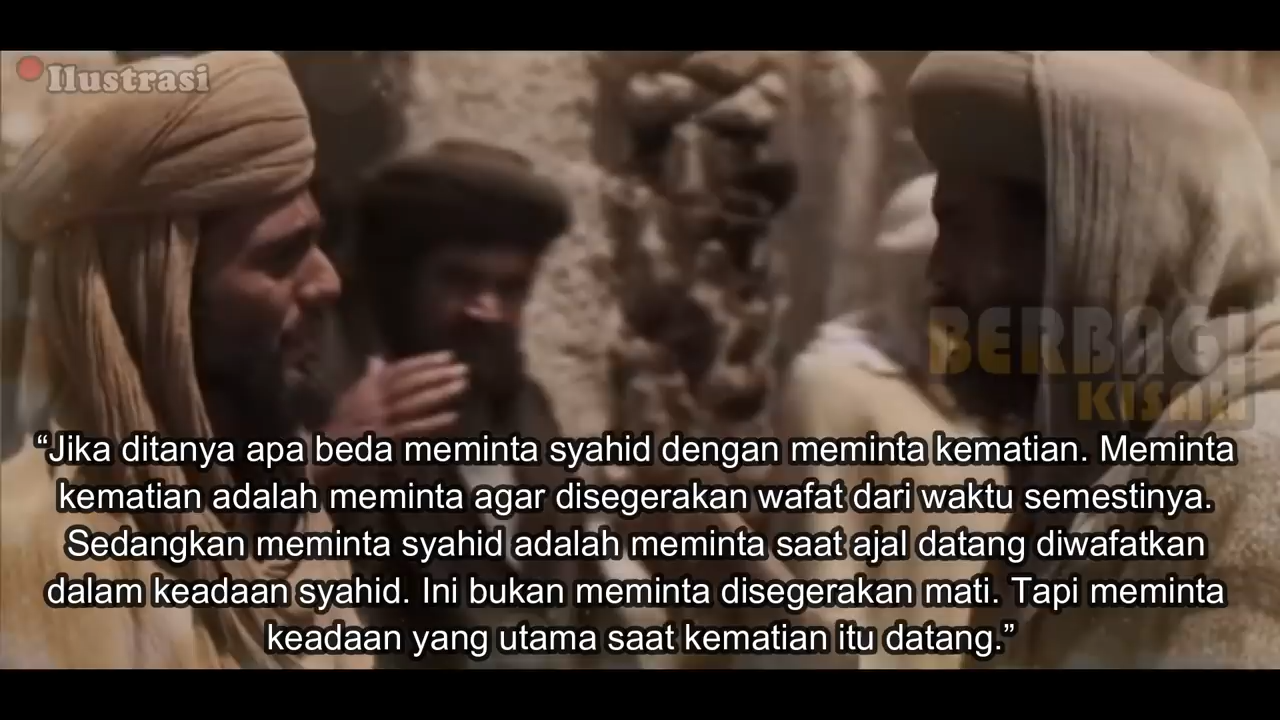 Ilustrasi
BERBAGI
KISAH
“Jika ditanya apa beda meminta syahid dengan meminta kematian. Meminta
kematian adalah meminta agar disegerakan wafat dari waktu semestinya.
Sedangkan meminta syahid adalah meminta saat ajal datang diwafatkan
dalam keadaan syahid. Ini bukan meminta disegerakan mati. Tapi meminta
keadaan yang utama saat kematian itu datang.”